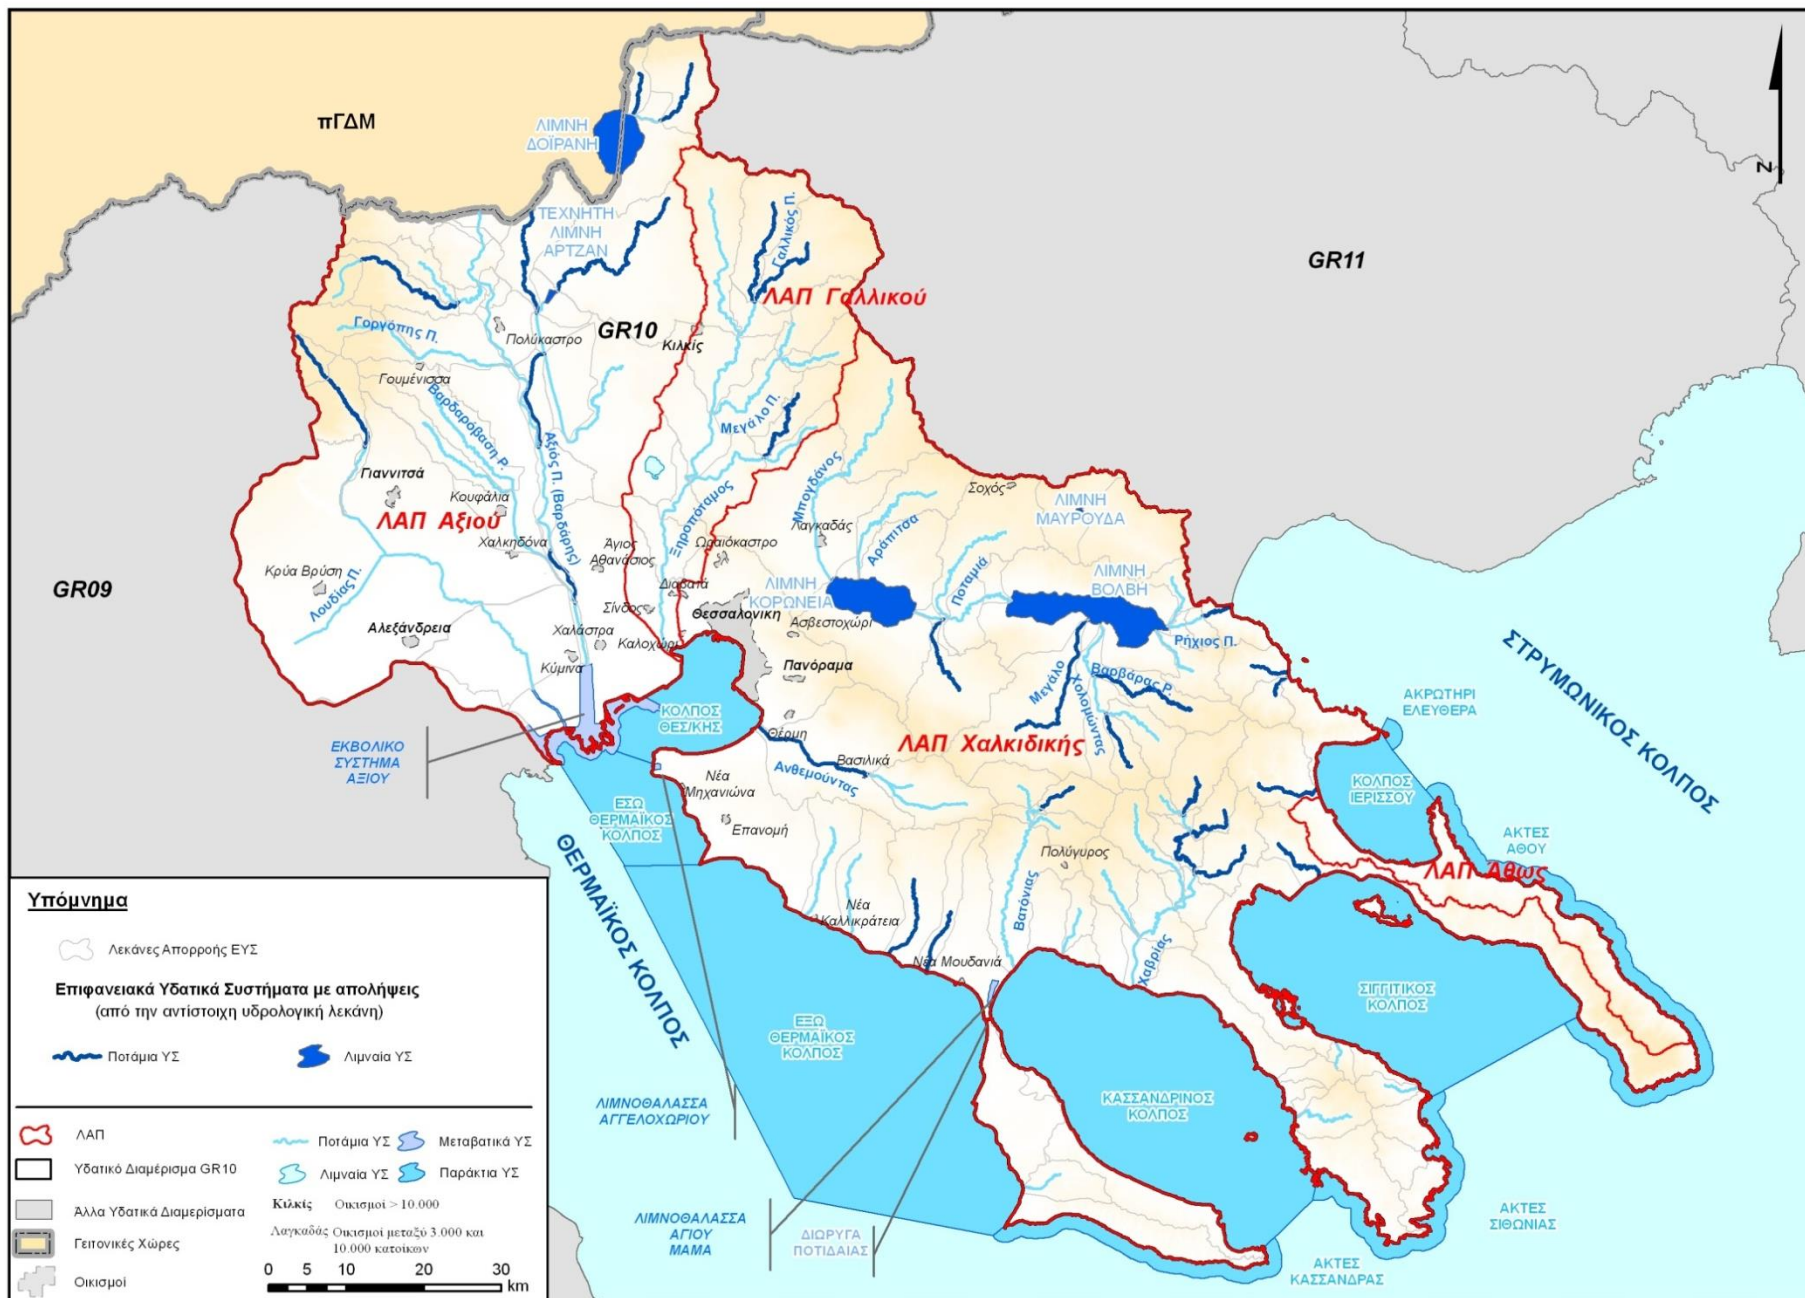 πΓΔΜ
ΛΙΜΝΗ
ΔΟΪΡΑΝΗ
Z
ΤΕΧΝΗΤΗ
ΛΙΜΝΗ
ΑΡΤΖΑΝ
Γαλλικός Π.
GR11
ΛΑΠ Γαλλικού
GR10
Γοργόπης Π.
Πολύκαστρο
Κιλκίς
Γουμένισσα
Βαρδαρόβαση Ρ.
Αξιός Π. (Βαρδάρης)
Μεγάλο Π.
Γιαννιτσά
Κουφάλια
ΛΑΠ Αξιού
Χαλκηδόνα
Άγιος
Αθανάσιος
Ξηροπόταμος
Μπογδάνος
Σοχός
ΛΙΜΝΗ
ΜΑΥΡΟΥΔΑ
Λαγκαδάς
Αράπιτσα
Ωραιόκαστρο
GR09
Κρύα Βρύση
Λουδίας Π.
Διαβατά
Σίνδος
ΛΙΜΝΗ
ΚΟΡΩΝΕΙΑ
Ποταμιά
ΛΙΜΝΗ
ΒΟΛΒΗ
Θεσσαλονίκη
Ασβεστοχώρι
Αλεξάνδρεια
Χαλάστρα
Καλοχώρι
Κύμινα
Πανόραμα
Ρήχιος Π.
Μεγάλο
Χολομώντας
Βαρβάρας Ρ.
ΣΤΡΥΜΩΝΙΚΟΣ ΚΟΛΠΟΣ
ΑΚΡΩΤΗΡΙ
ΕΛΕΥΘΕΡΑ
ΚΟΛΠΟΣ
ΘΕΣ/ΚΗΣ
Θέρμη
ΛΑΠ Χαλκιδικής
ΕΚΒΟΛΙΚΟ
ΣΥΣΤΗΜΑ
ΑΞΙΟΥ
Βασιλικά
Ανθεμούντας
Νέα
Μηχανιώνα
ΚΟΛΠΟΣ
ΙΕΡΙΣΣΟΥ
ΕΣΩ
ΘΕΡΜΑΪΚΟΣ
ΚΟΛΠΟΣ
Επανομή
ΑΚΤΕΣ
ΑΘΟΥ
ΘΕΡΜΑΪΚΟΣ ΚΟΛΠΟΣ
Πολύγυρος
ΛΑΠ Άθως
Βατόνιας
Νέα
Καλλικράτεια
Χαβρίας
Νέα Μουδανιά
ΣΙΓΓΙΤΙΚΟΣ
ΚΟΛΠΟΣ
ΕΞΩ
ΘΕΡΜΑΪΚΟΣ
ΚΟΛΠΟΣ
ΚΑΣΣΑΝΔΡΙΝΟΣ
ΚΟΛΠΟΣ
ΛΙΜΝΟΘΑΛΑΣΣΑ
ΑΓΓΕΛΟΧΩΡΙΟΥ
ΛΙΜΝΟΘΑΛΑΣΣΑ
ΑΓΙΟΥ
ΜΑΜΑ
ΔΙΩΡΥΓΑ
ΠΟΤΙΔΑΙΑΣ
ΑΚΤΕΣ
ΣΙΘΩΝΙΑΣ
ΑΚΤΕΣ
ΚΑΣΣΑΝΔΡΑΣ
Υπόμνημα
Λεκάνες Απορροής ΕΥΣ
Επιφανειακά Υδατικά Συστήματα με απολήψεις
(από την αντίστοιχη υδρολογική λεκάνη)
Ποτάμια ΥΣ
Λιμναία ΥΣ
ΛΑΠ
Ποτάμια ΥΣ
Μεταβατικά ΥΣ
Υδατικό Διαμέρισμα GR10
Λιμναία ΥΣ
Παράκτια ΥΣ
Άλλα Υδατικά Διαμερίσματα
Κιλκίς Οικισμοί > 10.000
Γειτονικές Χώρες
Λαγκαδάς Οικισμοί μεταξύ 3.000 και
10.000 κατοίκων
Οικισμοί
0 5 10 20 30
km